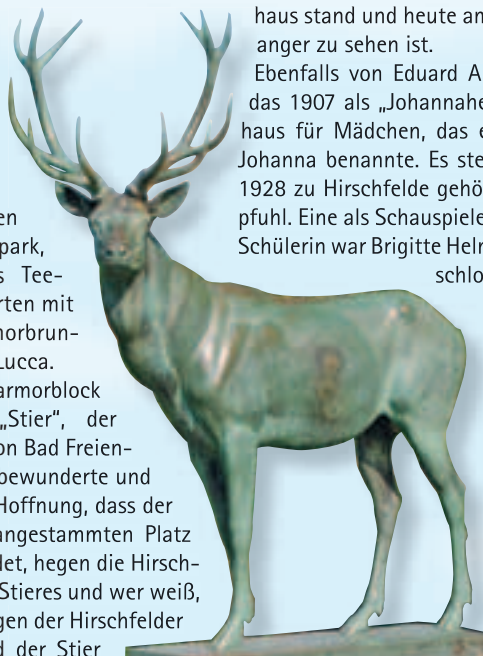 en
park,
s Tee-
rten mit
morbrun-
Lucca.
armorblock
„Stier“, der
on Bad Freien-
bewunderte und
Hoffnung, dass der
angestammten Platz
det, hegen die Hirsch-
Stieres und wer weiß,
gen der Hirschfelder
d der Stier
haus stand und heute am
anger zu sehen ist.
Ebenfalls von Eduard A
das 1907 als „Johannahe
haus für Mädchen, das e
Johanna benannte. Es ste
1928 zu Hirschfelde gehö
pfuhl. Eine als Schauspiele
Schülerin war Brigitte Helm
schlo